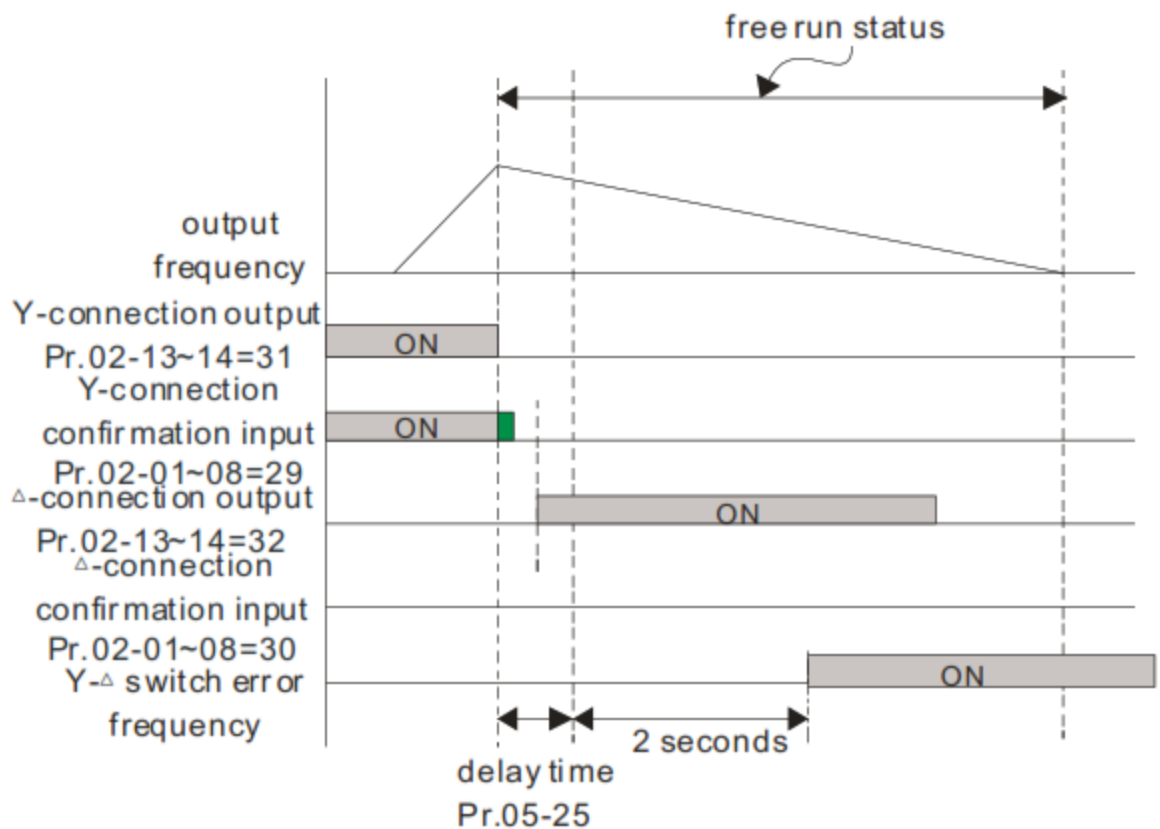 free run status
output
frequency
Y-connection output
ON
Pr.02-13~14=31
Y-connection
confirmation input
ON
Pr.02-01~08=29
△-connection output
ON
Pr.02-13~14=32
△-connection
confirmation input
Pr.02-01~08=30
Y-△ switch error
ON
frequency
2 seconds
delay time
Pr.05-25